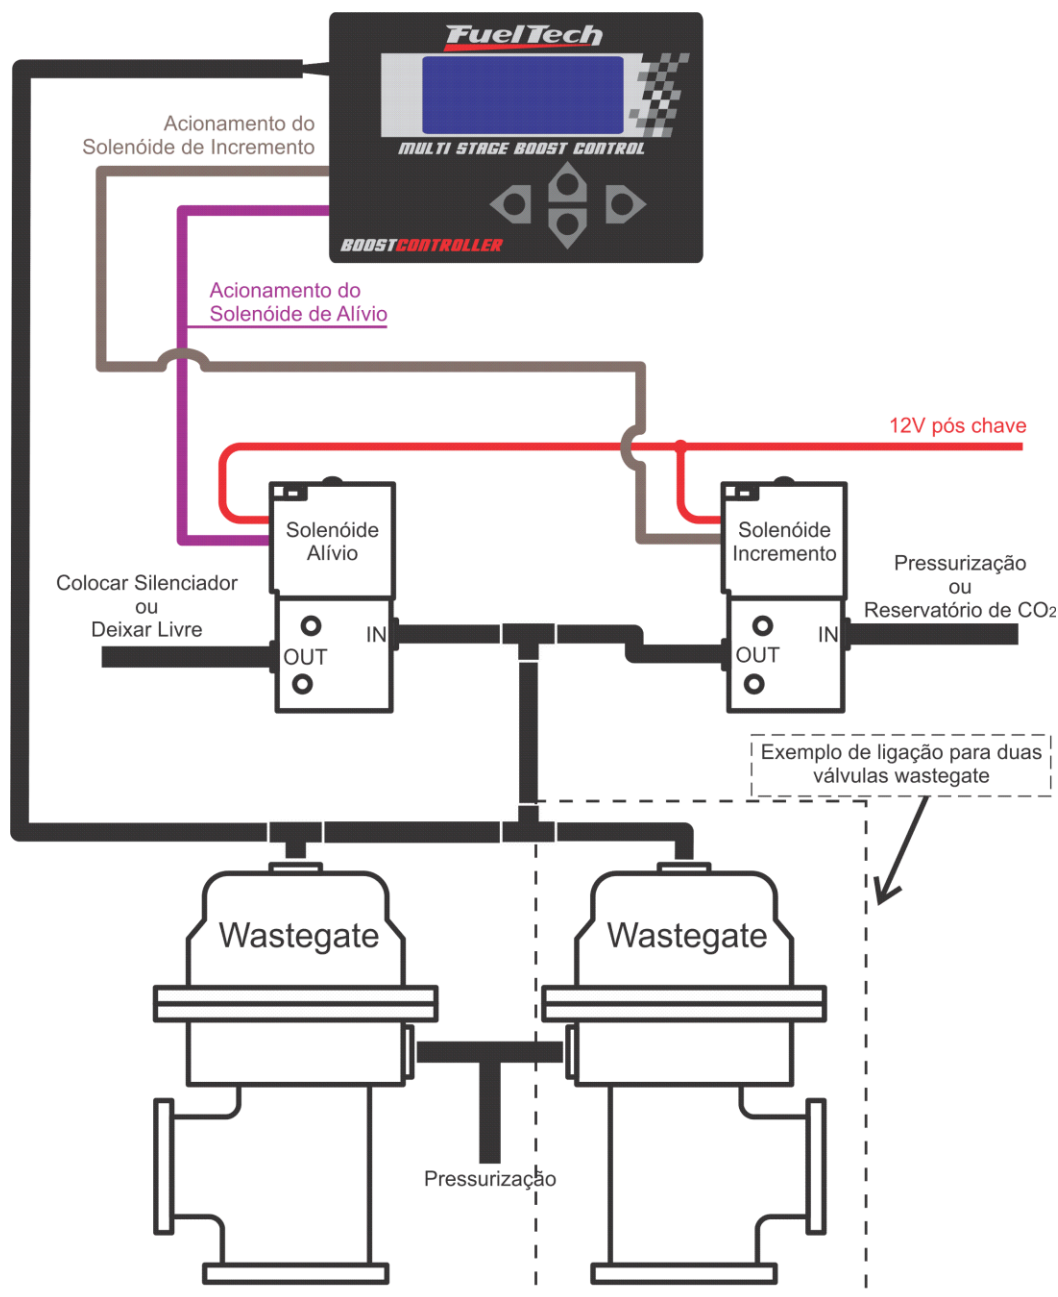 FuelTech
MULTI STAGE BOOST CONTROL
BOOSTCONTROLLER
Acionamento do
Solenóide de Incremento
Acionamento do
Solenóide de Alívio
12V pós chave
Solenóide
Alívio
Solenóide
Incremento
Colocar Silenciador
ou
Deixar Livre
Pressurização
ou
Reservatório de CO2
IN
OUT
IN
OUT
Exemplo de ligação para duas
válvulas wastegate
Wastegate
Wastegate
Pressurização